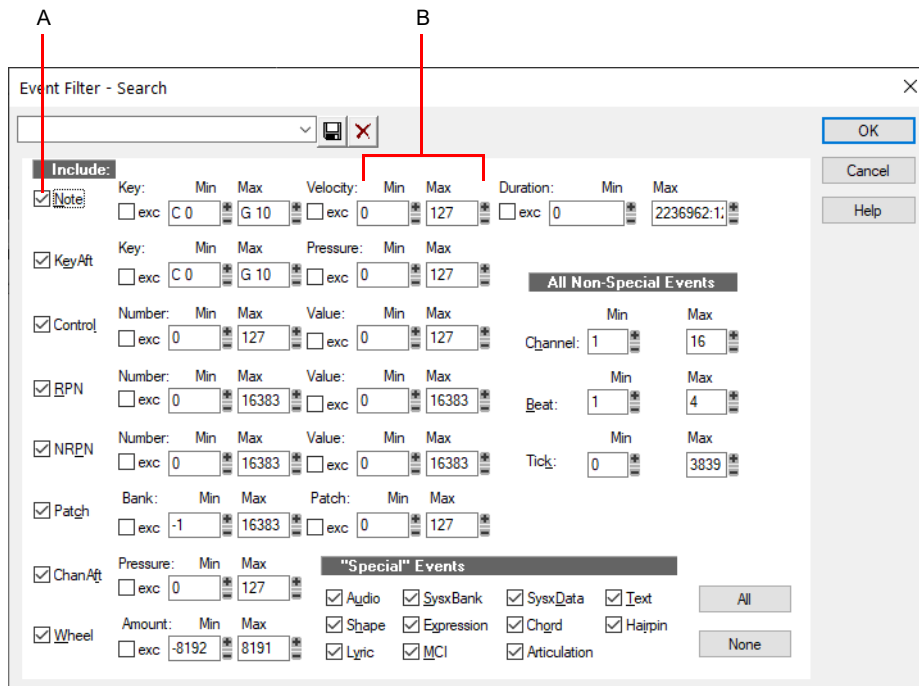 A B
Event Filter - Search
OK
Include:
Cancel
Key: Min Max Velocity: Min Max Duration: Min Max
Note exc C 0 G 10 exc 0 127 exc 0 2236962:1
Help
Key: Min Max Pressure: Min Max
KeyAft exc C 0 G 10 exc 0 127
All Non-Special Events
Number: Min Max Value: Min Max Min Max
Control exc 0 127 exc 0 127 Channel: 1 16
Number: Min Max Value: Min Max Min Max
RPN exc 0 16383 exc 0 16383 Beat: 1 4
Number: Min Max Value: Min Max Min Max
NRPN exc 0 16383 exc 0 16383 Tick: 0 3839
Bank: Min Max Patch: Min Max
Patch exc -1 16383 exc 0 127
Pressure: Min Max "Special" Events
ChanAft exc 0 127 Audio SysxBank SysxData Text All
Amount: Min Max Shape Expression Chord Hairpin
Wheel exc -8192 8191 Lyric MCI Articulation None